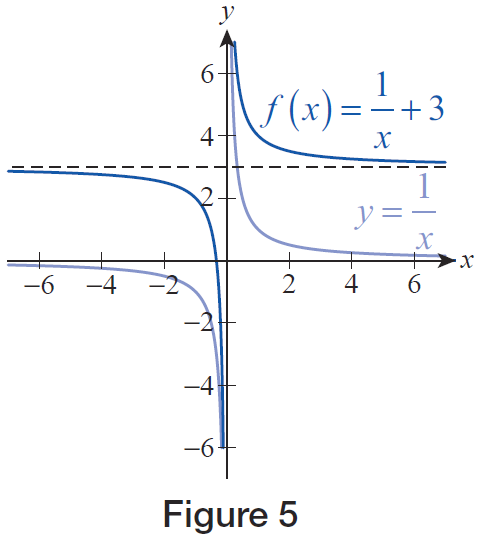 y
6
f(x) = 1/x + 3
4
2
y = 1/x
x
−6 −4 −2 2 4 6
−2
−4
−6
Figure 5